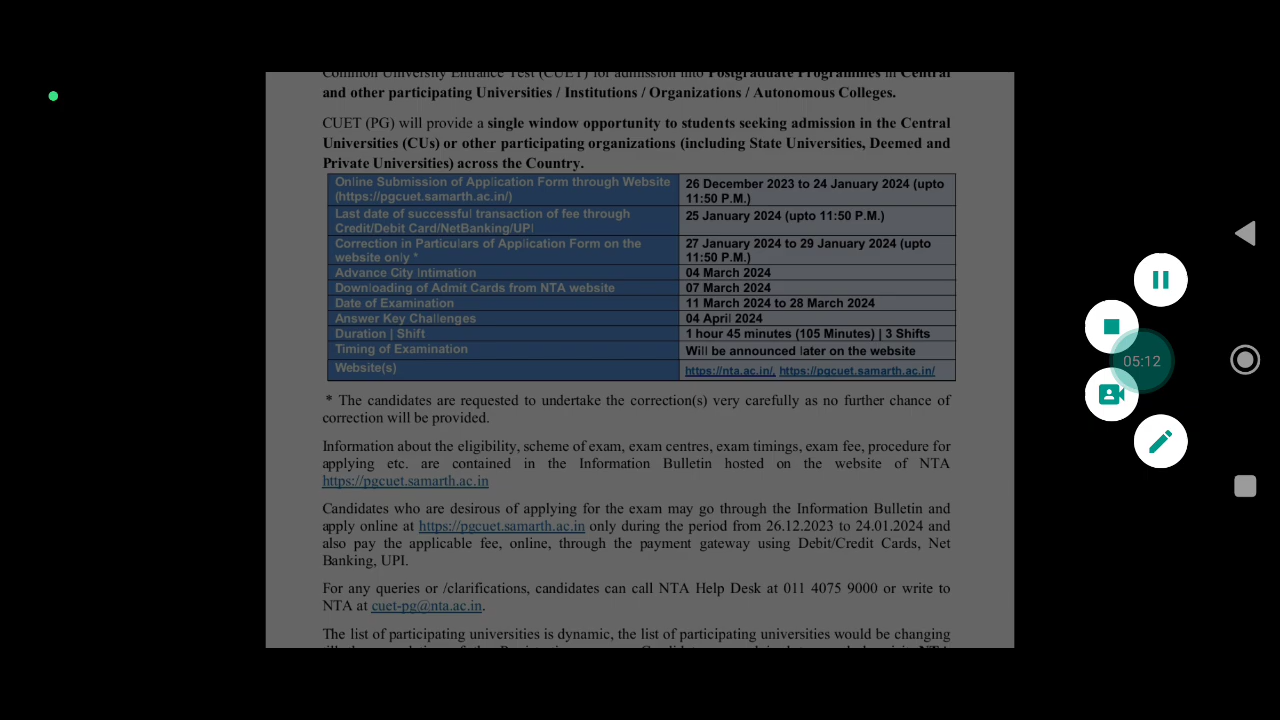 Common University Entrance Test (CUET) for admission into Postgraduate Programmes in Central
and other participating Universities / Institutions / Organizations / Autonomous Colleges.
CUET (PG) will provide a single window opportunity to students seeking admission in the Central
Universities (CUs) or other participating organizations (including State Universities, Deemed and
Private Universities) across the Country.
Online Submission of Application Form through Website
(https://pgcuet.samarth.ac.in/)
26 December 2023 to 24 January 2024 (upto
11:50 P.M.)
Last date of successful transaction of fee through
Credit/Debit Card/NetBanking/UPI
25 January 2024 (upto 11:50 P.M.)
Correction in Particulars of Application Form on the
website only *
27 January 2024 to 29 January 2024 (upto
11:50 P.M.)
Advance City Intimation
04 March 2024
Downloading of Admit Cards from NTA website
07 March 2024
Date of Examination
11 March 2024 to 28 March 2024
Answer Key Challenges
04 April 2024
Duration | Shift
1 hour 45 minutes (105 Minutes) | 3 Shifts
Timing of Examination
Will be announced later on the website
Website(s)
https://nta.ac.in/, https://pgcuet.samarth.ac.in/
* The candidates are requested to undertake the correction(s) very carefully as no further chance of
correction will be provided.
Information about the eligibility, scheme of exam, exam centres, exam timings, exam fee, procedure for
applying etc. are contained in the Information Bulletin hosted on the website of NTA
https://pgcuet.samarth.ac.in
Candidates who are desirous of applying for the exam may go through the Information Bulletin and
apply online at https://pgcuet.samarth.ac.in only during the period from 26.12.2023 to 24.01.2024 and
also pay the applicable fee, online, through the payment gateway using Debit/Credit Cards, Net
Banking, UPI.
For any queries or /clarifications, candidates can call NTA Help Desk at 011 4075 9000 or write to
NTA at cuet-pg@nta.ac.in.
The list of participating universities is dynamic, the list of participating universities would be changing
05:12